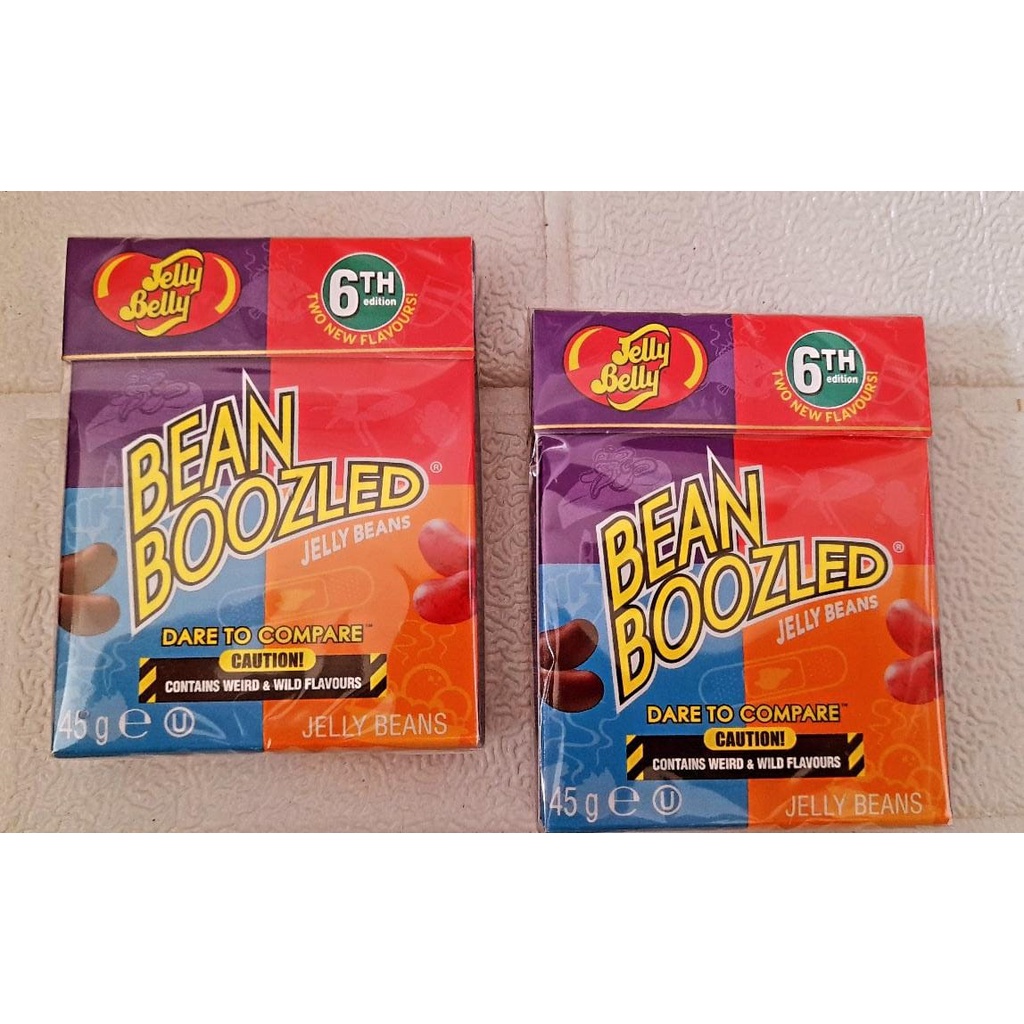 Jelly
Belly
6TH
edition
TWO NEW FLAVOURS!
BEAN
BOOZLED®
JELLY BEANS
DARE TO COMPARE™
CAUTION!
CONTAINS WEIRD & WILD FLAVOURS
45 g ℮ U
JELLY BEANS
Jelly
Belly
6TH
edition
TWO NEW FLAVOURS!
BEAN
BOOZLED®
JELLY BEANS
DARE TO COMPARE™
CAUTION!
CONTAINS WEIRD & WILD FLAVOURS
45 g ℮ U
JELLY BEANS